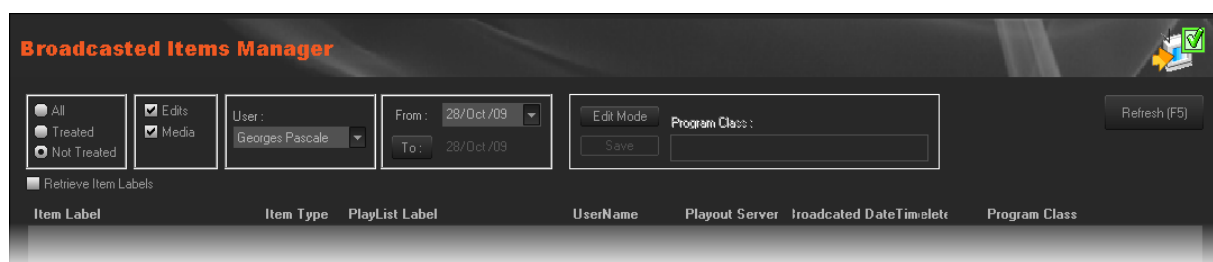 Broadcasted Items Manager
All
Treated
Not Treated
Edits
Media
User :
Georges Pascale
From : 28/Oct/09
To : 28/Oct/09
Edit Mode
Save
Program Class :
Refresh (F5)
Retrieve Item Labels
Item Label Item Type PlayList Label UserName Playout Server Broadcated DateTime Program Class